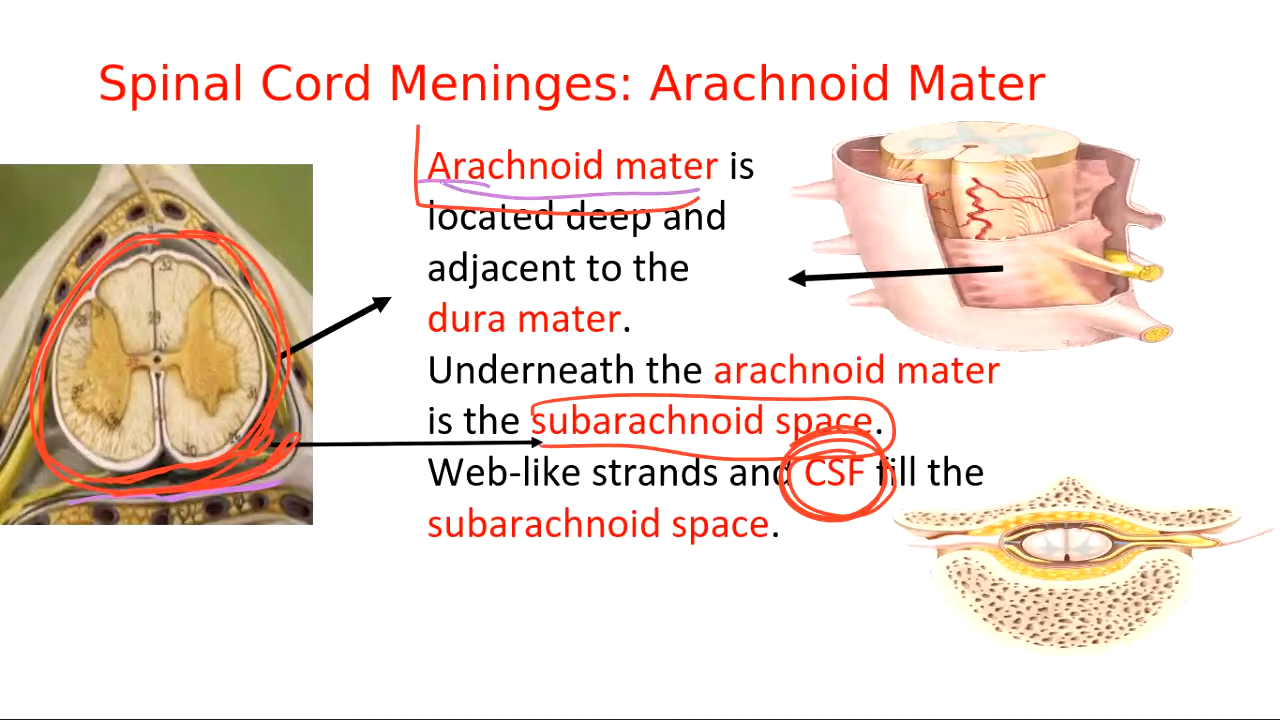 Spinal Cord Meninges: Arachnoid Mater
Arachnoid mater is
located deep and
adjacent to the
dura mater.
Underneath the arachnoid mater
is the subarachnoid space.
Web-like strands and CSF fill the
subarachnoid space.